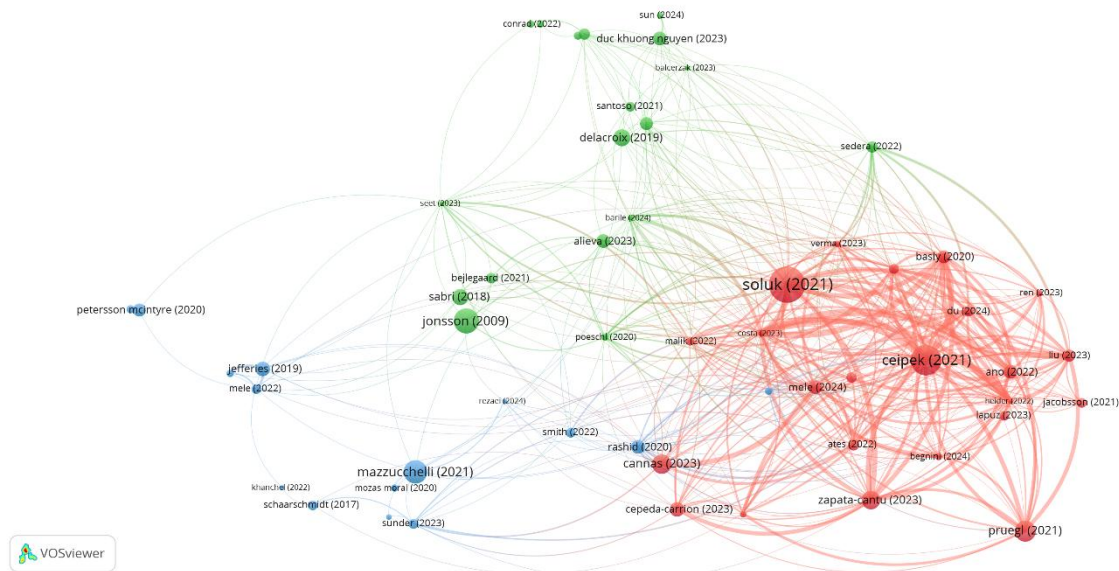 sun (2024)
conrad (2022)
duc khuong nguyen (2023)
balcerzak (2023)
santoso (2021)
delacroix (2019)
sedera (2022)
seet (2023)
barile (2024)
alieva (2023)
verma (2023)
basly (2020)
bejlegaard (2021)
soluk (2021)
ren (2023)
sabri (2018)
petersson mcintyre (2020)
du (2024)
jonsson (2009)
costa (2023)
poeschl (2020)
malik (2022)
liu (2023)
ceipek (2021)
jefferies (2019)
ano (2022)
mele (2022)
mele (2024)
rezaei (2024)
heider (2022)
jacobsson (2021)
lapuz (2023)
smith (2022)
rashid (2020)
ates (2022)
begnini (2024)
cannas (2023)
mazzucchelli (2021)
khanchel (2022)
mozas moral (2020)
zapata-cantu (2023)
schaarschmidt (2017)
cepeda-carrion (2023)
sunder (2023)
pruegl (2021)
VOSviewer